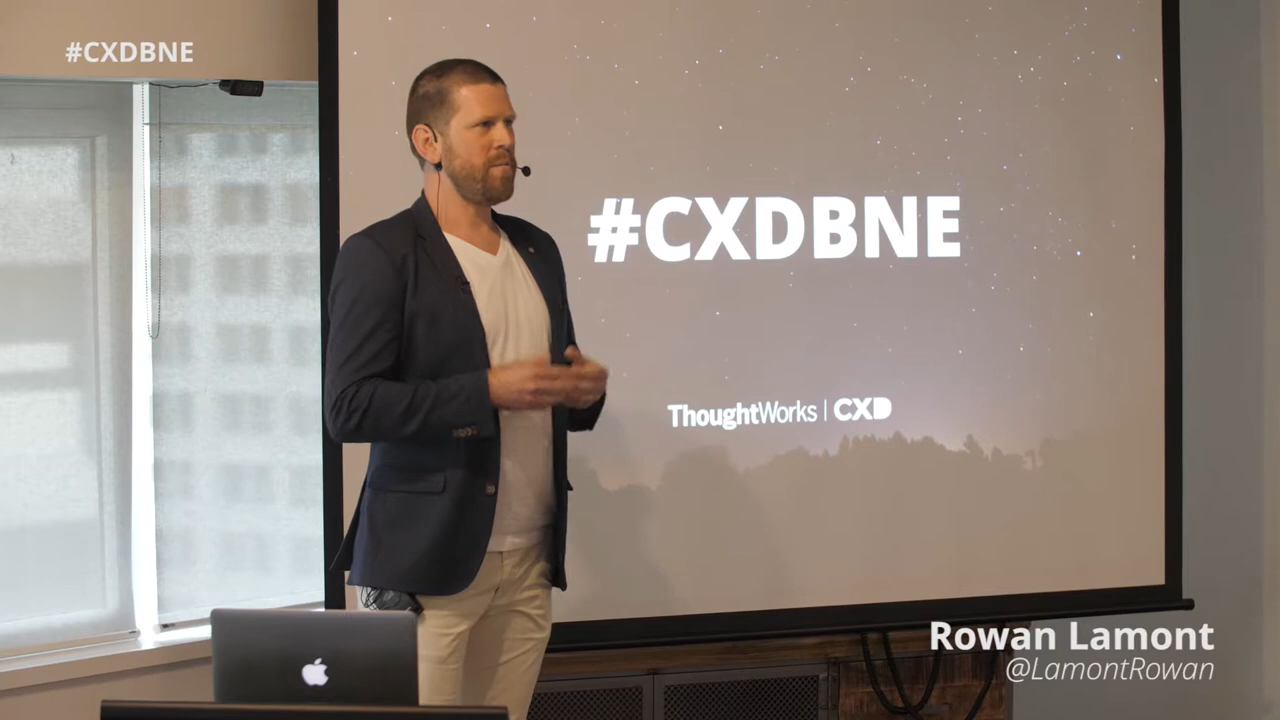 #CXDBNE
#CXDBNE
ThoughtWorks | CXD
Rowan Lamont
@LamontRowan